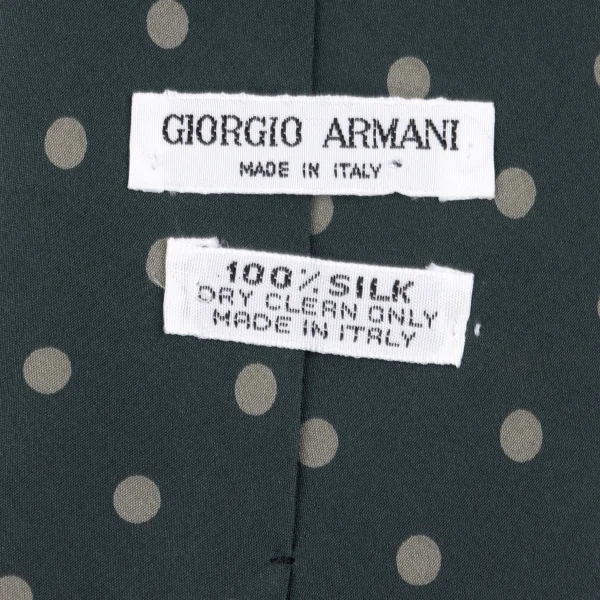 GIORGIO ARMANI
MADE IN ITALY
100% SILK
DRY CLEAN ONLY
MADE IN ITALY